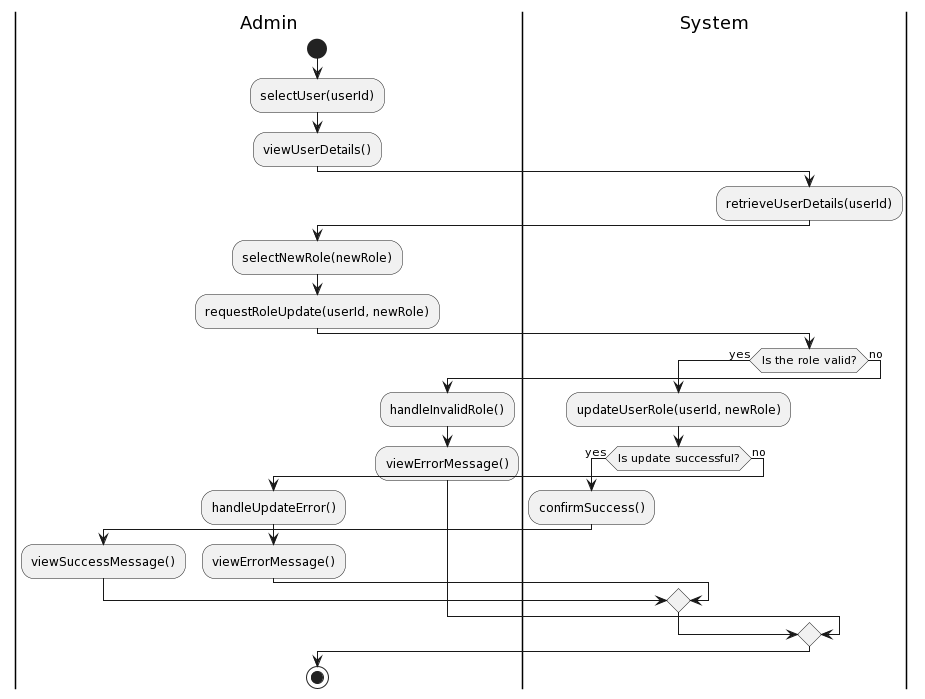 Admin
System
selectUser(userId)
viewUserDetails()
retrieveUserDetails(userId)
selectNewRole(newRole)
requestRoleUpdate(userId, newRole)
yes
Is the role valid?
no
handleInvalidRole()
updateUserRole(userId, newRole)
viewErrorMessage()
yes
Is update successful?
no
handleUpdateError()
confirmSuccess()
viewSuccessMessage()
viewErrorMessage()